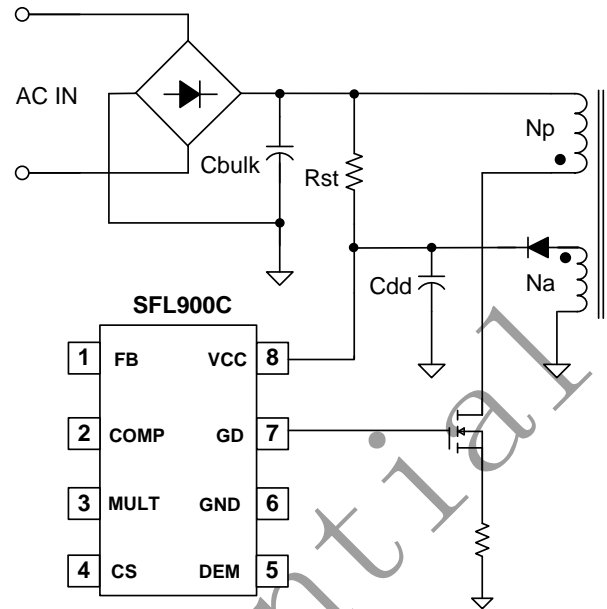 AC IN
Cbulk
Rst
Np
Cdd
Na
SFL900C
1 FB VCC 8
2 COMP GD 7
3 MULT GND 6
4 CS DEM 5
ntial